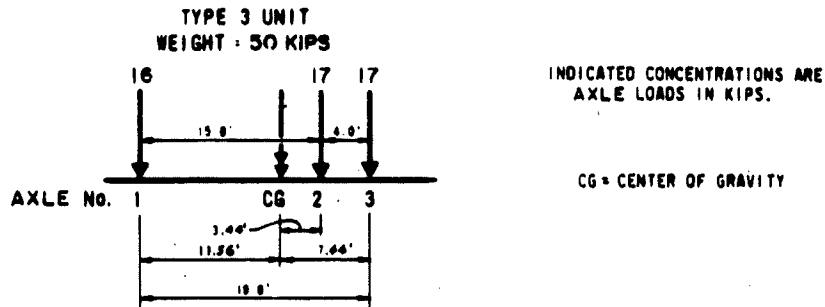 TYPE 3 UNIT
WEIGHT = 50 KIPS
16 17 17
INDICATED CONCENTRATIONS ARE
AXLE LOADS IN KIPS.
15.0' 4.0'
AXLE No. 1 CG 2 3
CG = CENTER OF GRAVITY
3.44'
11.56' 7.44'
19.0'